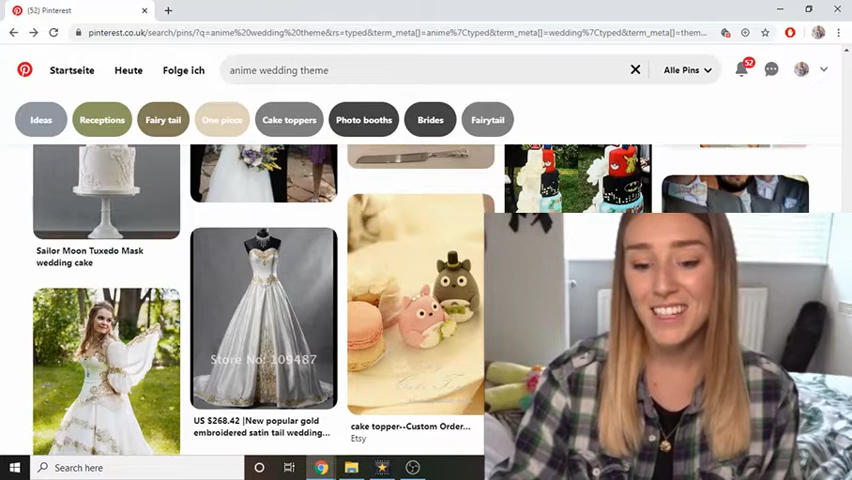 (52) Pinterest
pinterest.co.uk/search/pins/?q=anime%20wedding%20theme&rs=typed&term_meta[]=anime%7Ctyped&term_meta[]=wedding%7Ctyped&term_meta[]=them...
Startseite
Heute
Folge ich
anime wedding theme
Alle Pins
52
Ideas
Receptions
Fairy tail
One piece
Cake toppers
Photo booths
Brides
Fairytail
Sailor Moon Tuxedo Mask
wedding cake
Store No: 109487
US $268.42 |New popular gold
embroidered satin tail wedding...
cake topper--Custom Order...
Etsy
Search here